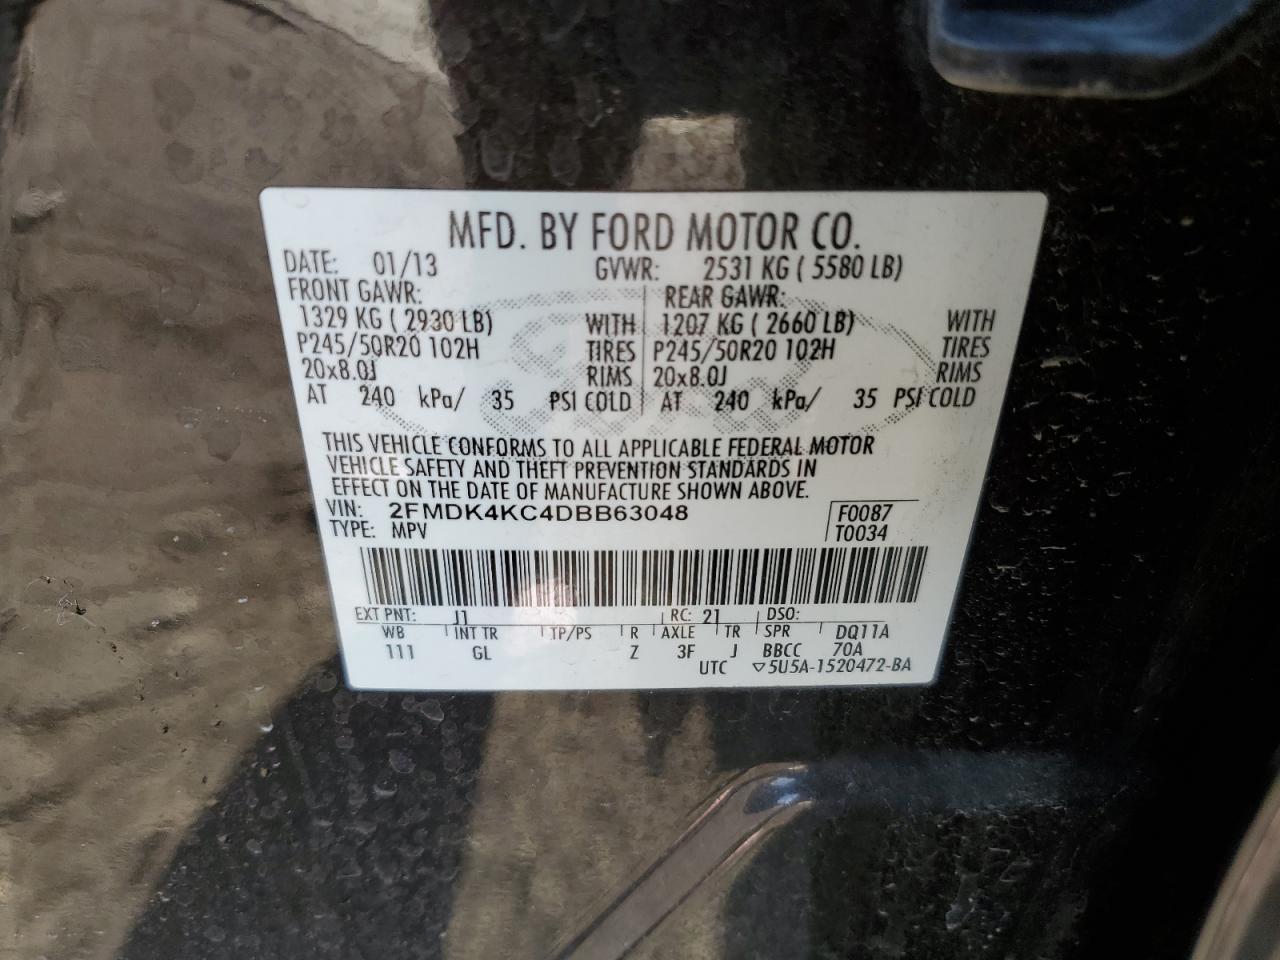 MFD. BY FORD MOTOR CO.
DATE: 01/13 GVWR: 2531 KG ( 5580 LB)
FRONT GAWR: REAR GAWR:
1329 KG ( 2930 LB) WITH 1207 KG ( 2660 LB) WITH
P245/50R20 102H TIRES P245/50R20 102H TIRES
20x8.0J RIMS 20x8.0J RIMS
AT 240 kPa/ 35 PSI COLD AT 240 kPa/ 35 PSI COLD
THIS VEHICLE CONFORMS TO ALL APPLICABLE FEDERAL MOTOR
VEHICLE SAFETY AND THEFT PREVENTION STANDARDS IN
EFFECT ON THE DATE OF MANUFACTURE SHOWN ABOVE.
VIN: 2FMDK4KC4DBB63048 F0087
TYPE: MPV T0034
EXT PNT: J1 RC: 21 DSO:
WB INT TR TP/PS R AXLE TR SPR DQ11A
111 GL Z 3F J BBCC 70A
UTC ▽5U5A-1520472-BA